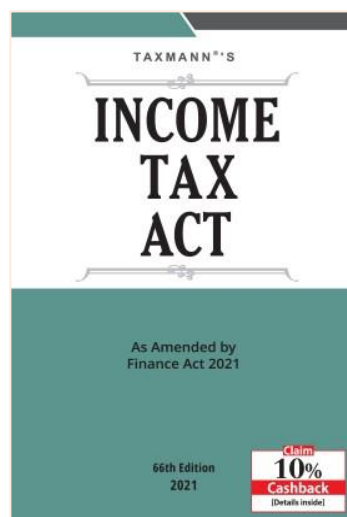 TAXMANN®'S
INCOME
TAX
ACT
As Amended by
Finance Act 2021
66th Edition
2021
Claim
10%
Cashback
[Details inside]